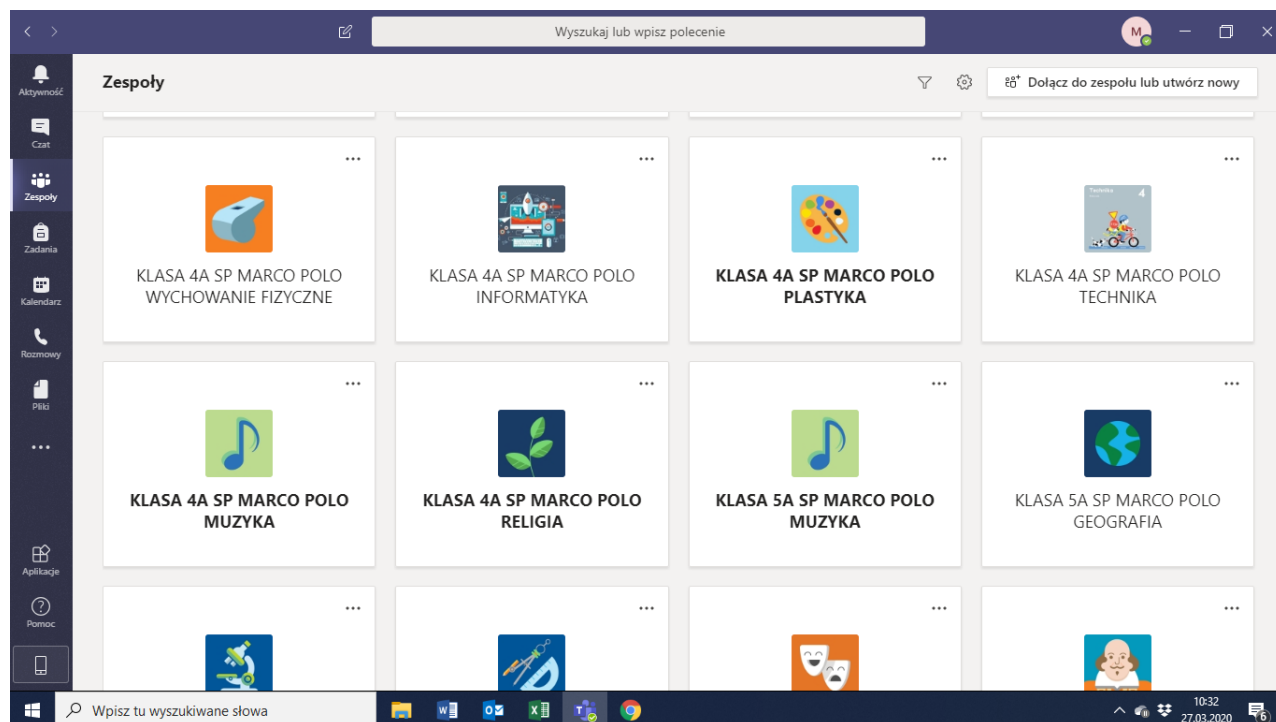 Wyszukaj lub wpisz polecenie
M
Aktywność
Czat
Zespoły
Zadania
Kalendarz
Rozmowy
Pliki
Aplikacje
Pomoc
Zespoły
Dołącz do zespołu lub utwórz nowy
KLASA 4A SP MARCO POLO
WYCHOWANIE FIZYCZNE
KLASA 4A SP MARCO POLO
INFORMATYKA
KLASA 4A SP MARCO POLO
PLASTYKA
Technika 4
KLASA 4A SP MARCO POLO
TECHNIKA
KLASA 4A SP MARCO POLO
MUZYKA
KLASA 4A SP MARCO POLO
RELIGIA
KLASA 5A SP MARCO POLO
MUZYKA
KLASA 5A SP MARCO POLO
GEOGRAFIA
Wpisz tu wyszukiwane słowa
10:32
27.03.2020
6